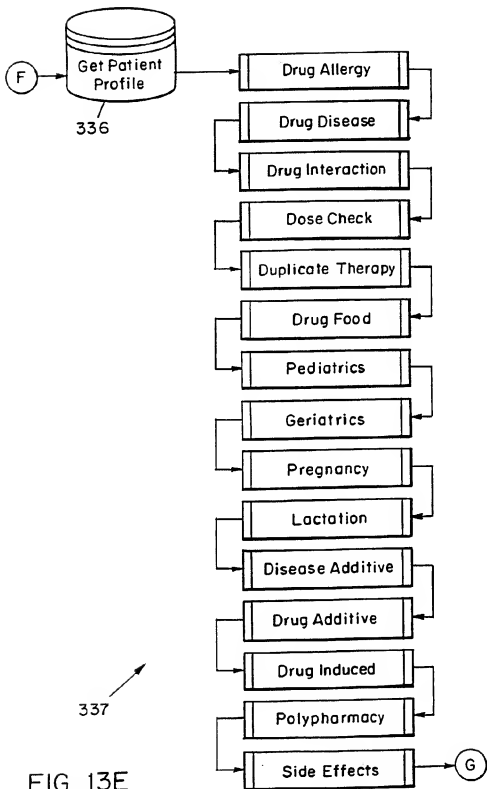 F
Get Patient
Profile
336
Drug Allergy
Drug Disease
Drug Interaction
Dose Check
Duplicate Therapy
Drug Food
Pediatrics
Geriatrics
Pregnancy
Lactation
Disease Additive
Drug Additive
Drug Induced
Polypharmacy
Side Effects
G
337
FIG. 13E